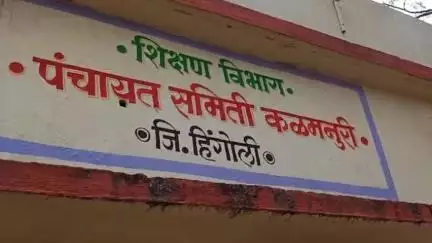 • शिक्षण विभाग •
• पंचायत समिती कळमनुरी •
• जि. हिंगोली •